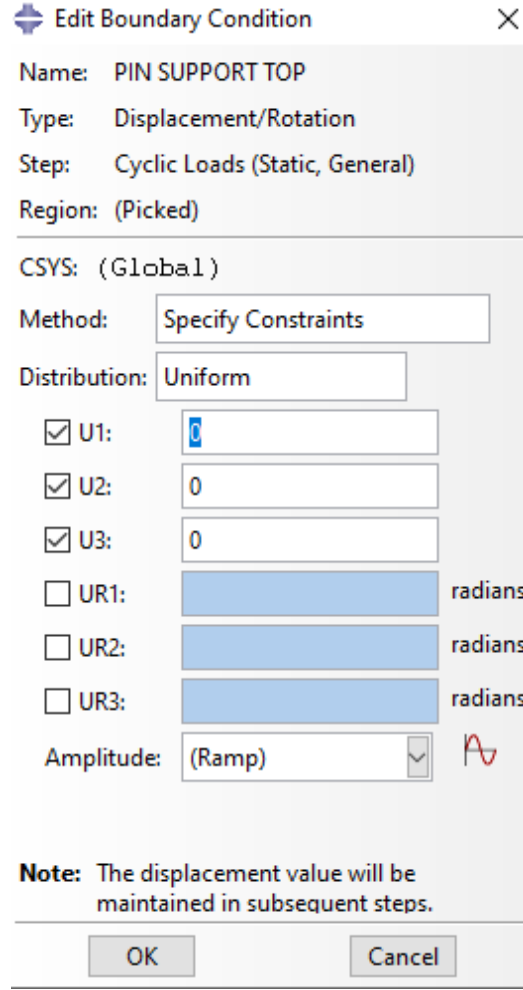 Edit Boundary Condition
Name: PIN SUPPORT TOP
Type: Displacement/Rotation
Step: Cyclic Loads (Static, General)
Region: (Picked)
CSYS: (Global)
Method: Specify Constraints
Distribution: Uniform
U1: 0
U2: 0
U3: 0
UR1: radians
UR2: radians
UR3: radians
Amplitude: (Ramp)
Note: The displacement value will be
maintained in subsequent steps.
OK Cancel